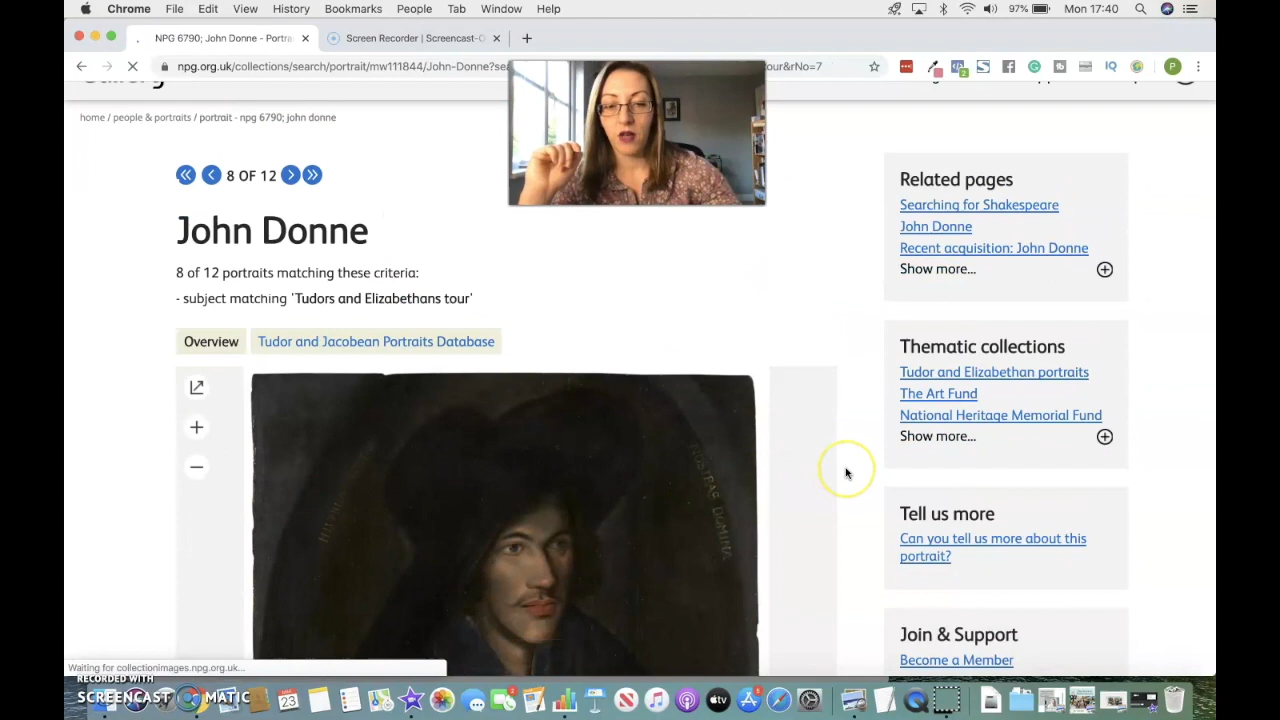 Chrome File Edit View History Bookmarks People Tab Window Help 97% Mon 17:40
NPG 6790; John Donne - Portra
Screen Recorder | Screencast-O
npg.org.uk/collections/search/portrait/mw111844/John-Donne?sea
our&rNo=7
home / people & portraits / portrait - npg 6790; john donne
8 OF 12
John Donne
8 of 12 portraits matching these criteria:
- subject matching 'Tudors and Elizabethans tour'
Overview
Tudor and Jacobean Portraits Database
Related pages
Searching for Shakespeare
John Donne
Recent acquisition: John Donne
Show more...
Thematic collections
Tudor and Elizabethan portraits
The Art Fund
National Heritage Memorial Fund
Show more...
Tell us more
Can you tell us more about this
portrait?
Join & Support
Become a Member
Waiting for collectionimages.npg.org.uk...
RECORDED WITH
SCREENCAST MATIC